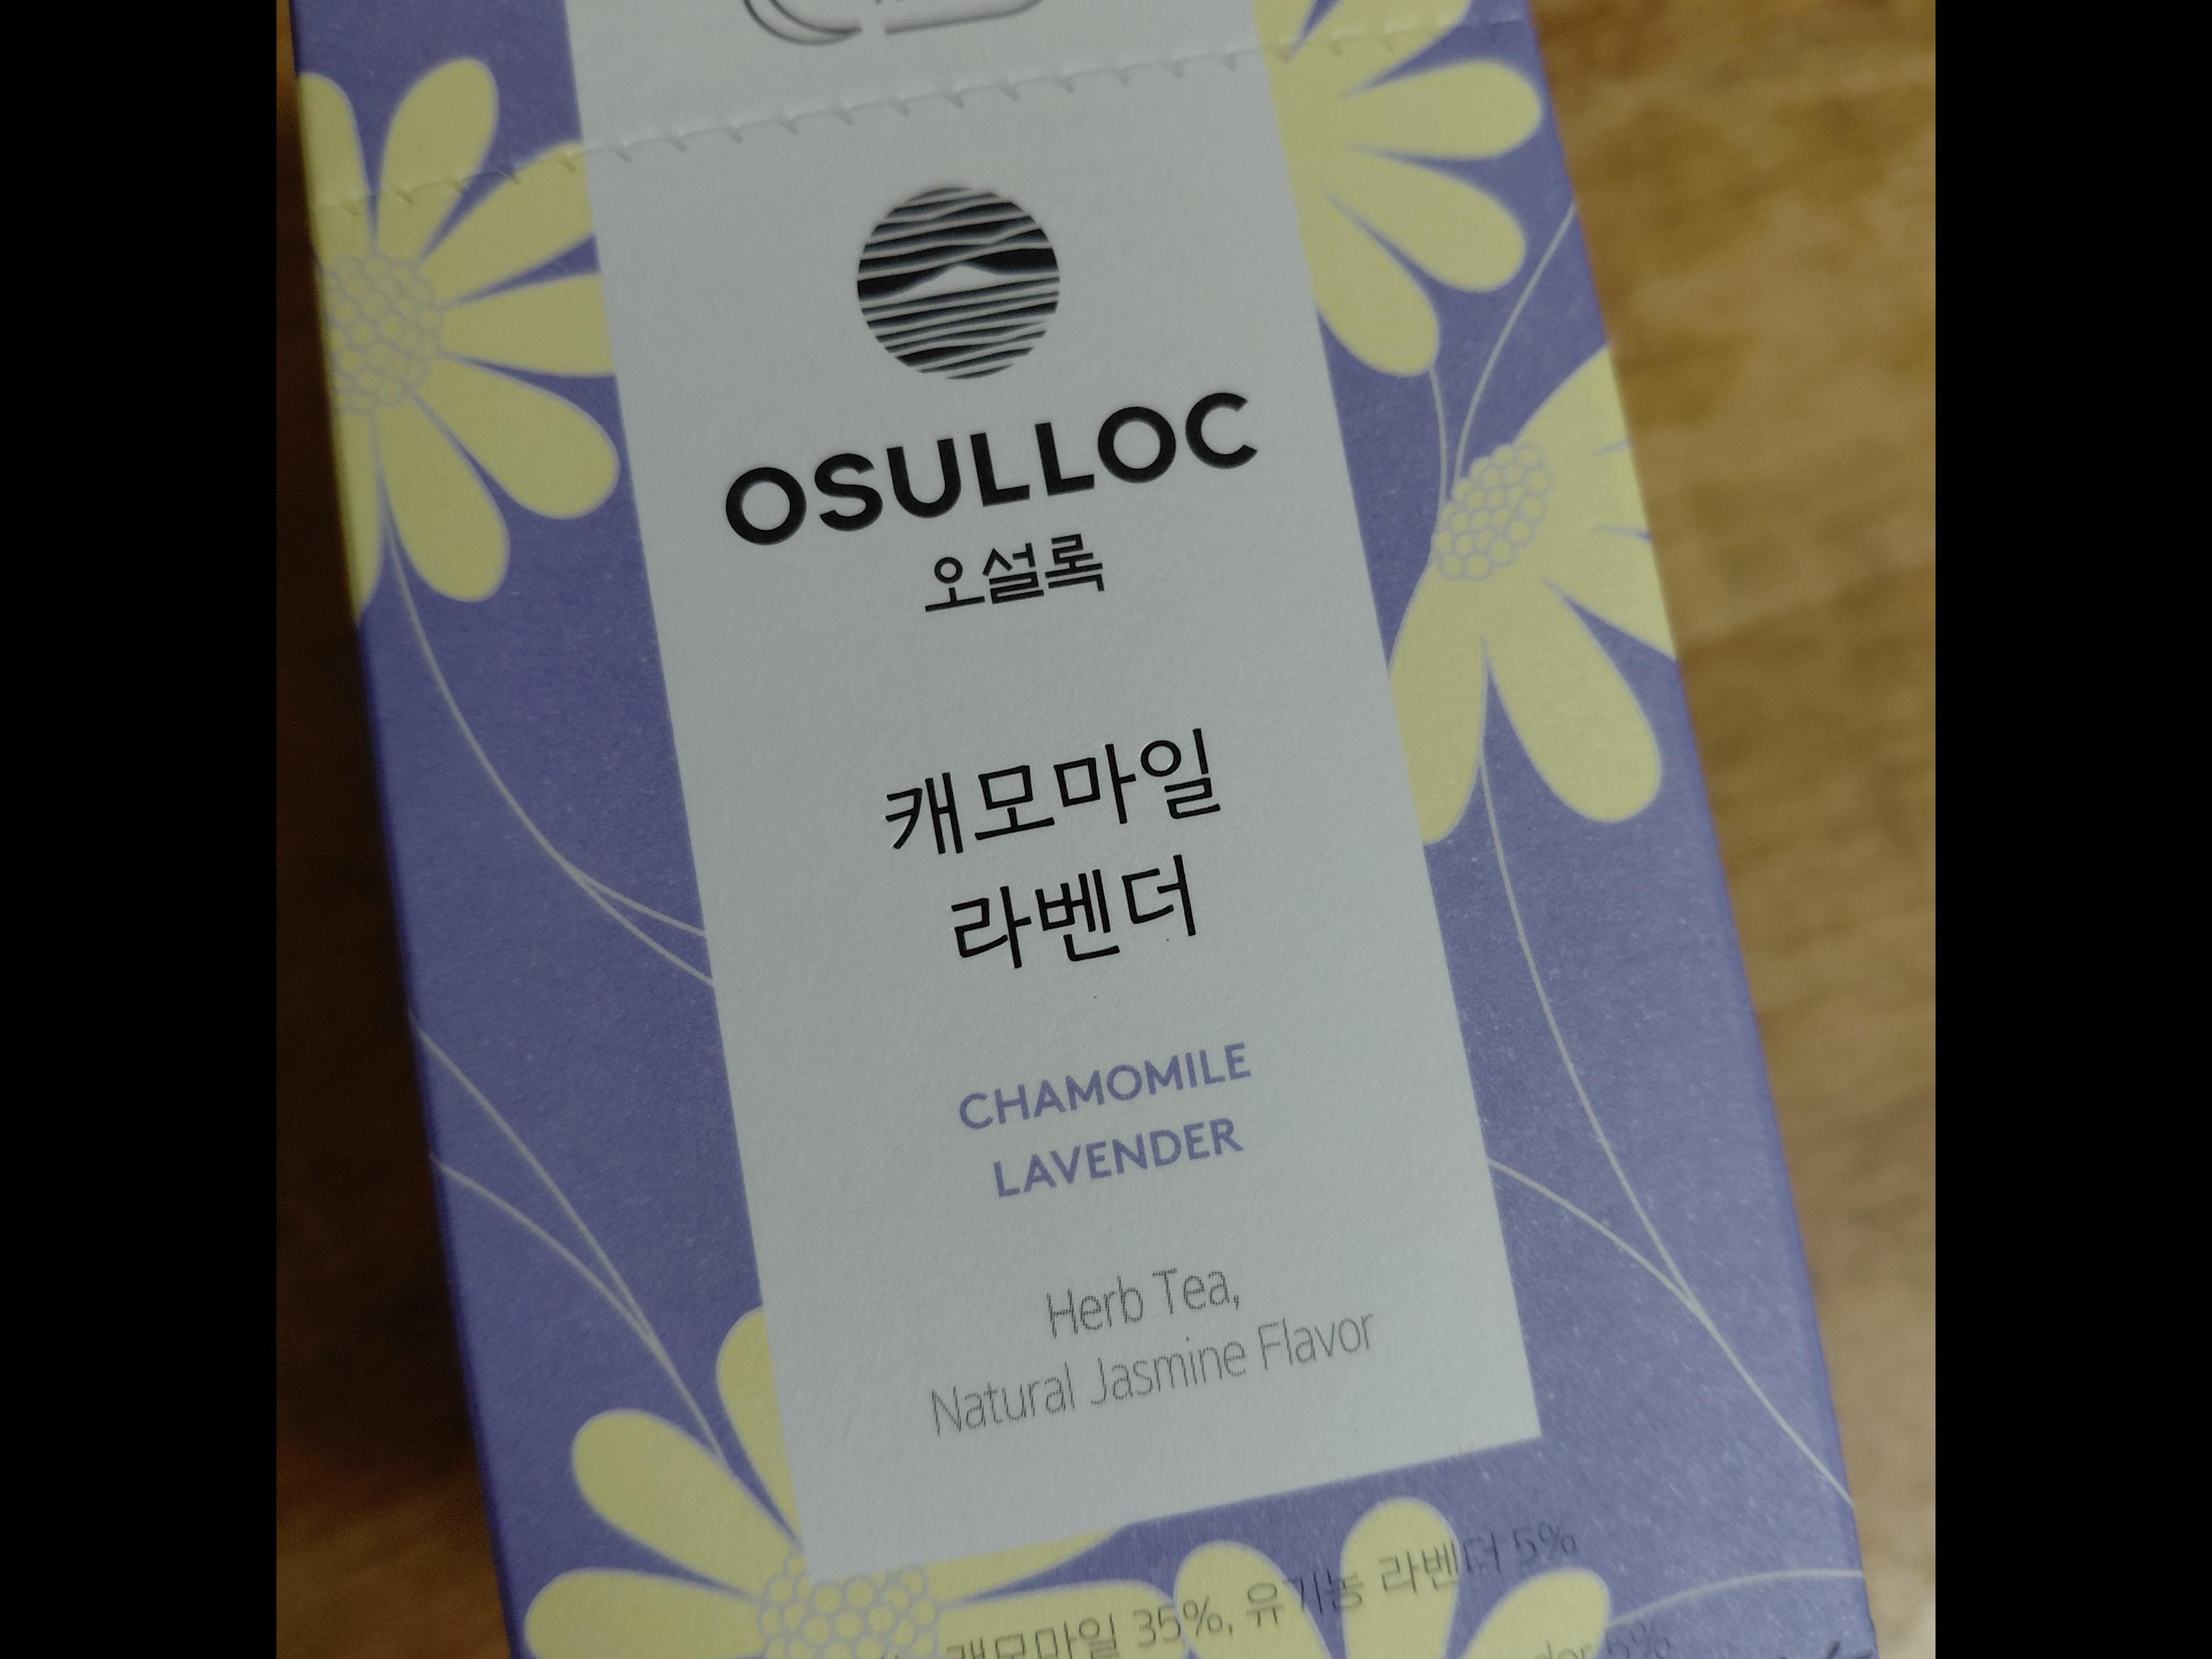 OSULLOC
오설록
캐모마일
라벤더
CHAMOMILE
LAVENDER
Herb Tea,
Natural Jasmine Flavor
캐모마일 35%, 유기농 라벤더 5%
5%